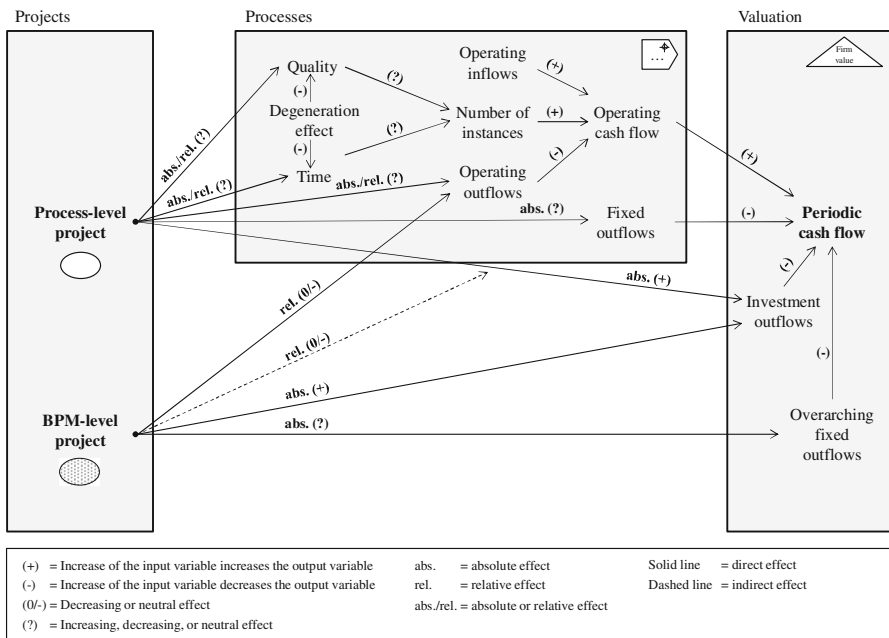 Projects
Processes
Valuation
Firm
value
...
Quality
(-)
Degeneration
effect
(-)
Time
(?)
(?)
Operating
inflows
(+)
Number of
instances
(+)
Operating
cash flow
(-)
Operating
outflows
(+)
abs./rel. (?)
abs./rel. (?)
abs./rel. (?)
abs. (?)
Fixed
outflows
(-)
Process-level
project
Periodic
cash flow
abs. (+)
(-)
Investment
outflows
rel. (0/-)
rel. (0/-)
(-)
abs. (+)
BPM-level
project
abs. (?)
Overarching
fixed
outflows
(+) = Increase of the input variable increases the output variable
(-) = Increase of the input variable decreases the output variable
(0/-) = Decreasing or neutral effect
(?) = Increasing, decreasing, or neutral effect
abs. = absolute effect
rel. = relative effect
abs./rel. = absolute or relative effect
Solid line = direct effect
Dashed line = indirect effect